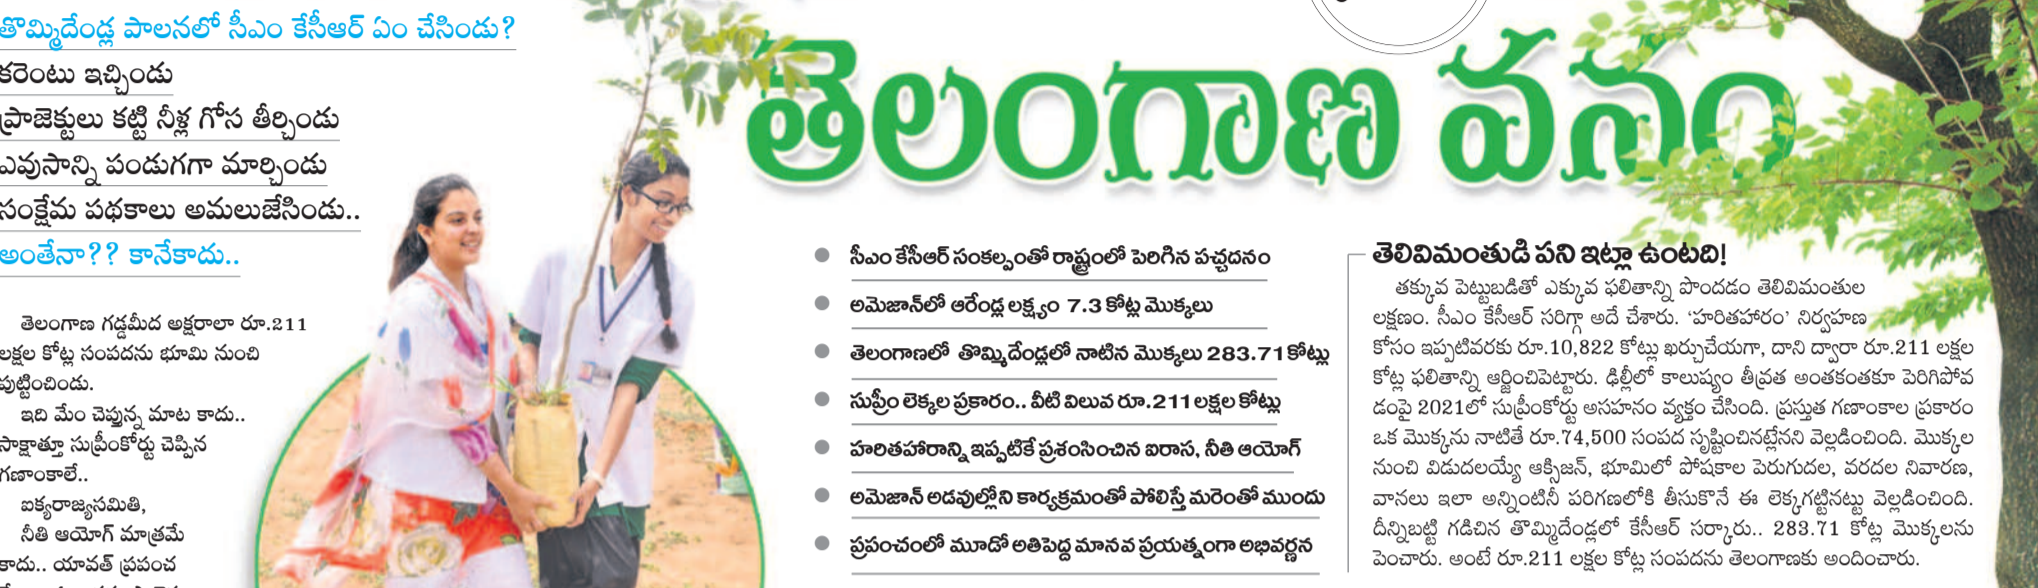 తొమ్మిదేండ్ల పాలనలో సీఎం కేసీఆర్ ఏం చేసిండు?
కరెంటు ఇచ్చిండు
ప్రాజెక్టులు కట్టి నీళ్ల గోస తీర్చిండు
ఎవుసాన్ని పండుగగా మార్చిండు
సంక్షేమ పథకాలు అమలుజేసిండు..
అంతేనా?? కానేకాదు..
తెలంగాణ గడ్డమీద అక్షరాలా రూ.211
లక్షల కోట్ల సంపదను భూమి నుంచి
పుట్టించిండు.
ఇది మేం చెప్తున్న మాట కాదు..
సాక్షాత్తూ సుప్రీంకోర్టు చెప్పిన
గణాంకాలే..
ఐక్యరాజ్యసమితి,
నీతి ఆయోగ్ మాత్రమే
కాదు.. యావత్ ప్రపంచ
తెలంగాణ వనం
● సీఎం కేసీఆర్ సంకల్పంతో రాష్ట్రంలో పెరిగిన పచ్చదనం
● అమెజాన్‌లో ఆరేండ్ల లక్ష్యం 7.3 కోట్ల మొక్కలు
● తెలంగాణలో తొమ్మిదేండ్లలో నాటిన మొక్కలు 283.71 కోట్లు
● సుప్రీం లెక్కల ప్రకారం.. వీటి విలువ రూ.211 లక్షల కోట్లు
● హరితహారాన్ని ఇప్పటికే ప్రశంసించిన ఐరాస, నీతి ఆయోగ్
● అమెజాన్ అడవుల్లోని కార్యక్రమంతో పోలిస్తే మరెంతో ముందు
● ప్రపంచంలో మూడో అతిపెద్ద మానవ ప్రయత్నంగా అభివర్ణన
తెలివిమంతుడి పని ఇట్లా ఉంటది!
తక్కువ పెట్టుబడితో ఎక్కువ ఫలితాన్ని పొందడం తెలివిమంతుల
లక్షణం. సీఎం కేసీఆర్ సరిగ్గా అదే చేశారు. ‘హరితహారం’ నిర్వహణ
కోసం ఇప్పటివరకు రూ.10,822 కోట్లు ఖర్చుచేయగా, దాని ద్వారా రూ.211 లక్షల
కోట్ల ఫలితాన్ని ఆర్జించిపెట్టారు. ఢిల్లీలో కాలుష్యం తీవ్రత అంతకంతకూ పెరిగిపోవ
డంపై 2021లో సుప్రీంకోర్టు అసహనం వ్యక్తం చేసింది. ప్రస్తుత గణాంకాల ప్రకారం
ఒక మొక్కను నాటితే రూ.74,500 సంపద సృష్టించినట్లేనని వెల్లడించింది. మొక్కల
నుంచి విడుదలయ్యే ఆక్సిజన్, భూమిలో పోషకాల పెరుగుదల, వరదల నివారణ,
వానలు ఇలా అన్నింటినీ పరిగణలోకి తీసుకొనే ఈ లెక్కగట్టినట్టు వెల్లడించింది.
దీన్నిబట్టి గడిచిన తొమ్మిదేండ్లలో కేసీఆర్ సర్కారు.. 283.71 కోట్ల మొక్కలను
పెంచారు. అంటే రూ.211 లక్షల కోట్ల సంపదను తెలంగాణకు అందించారు.